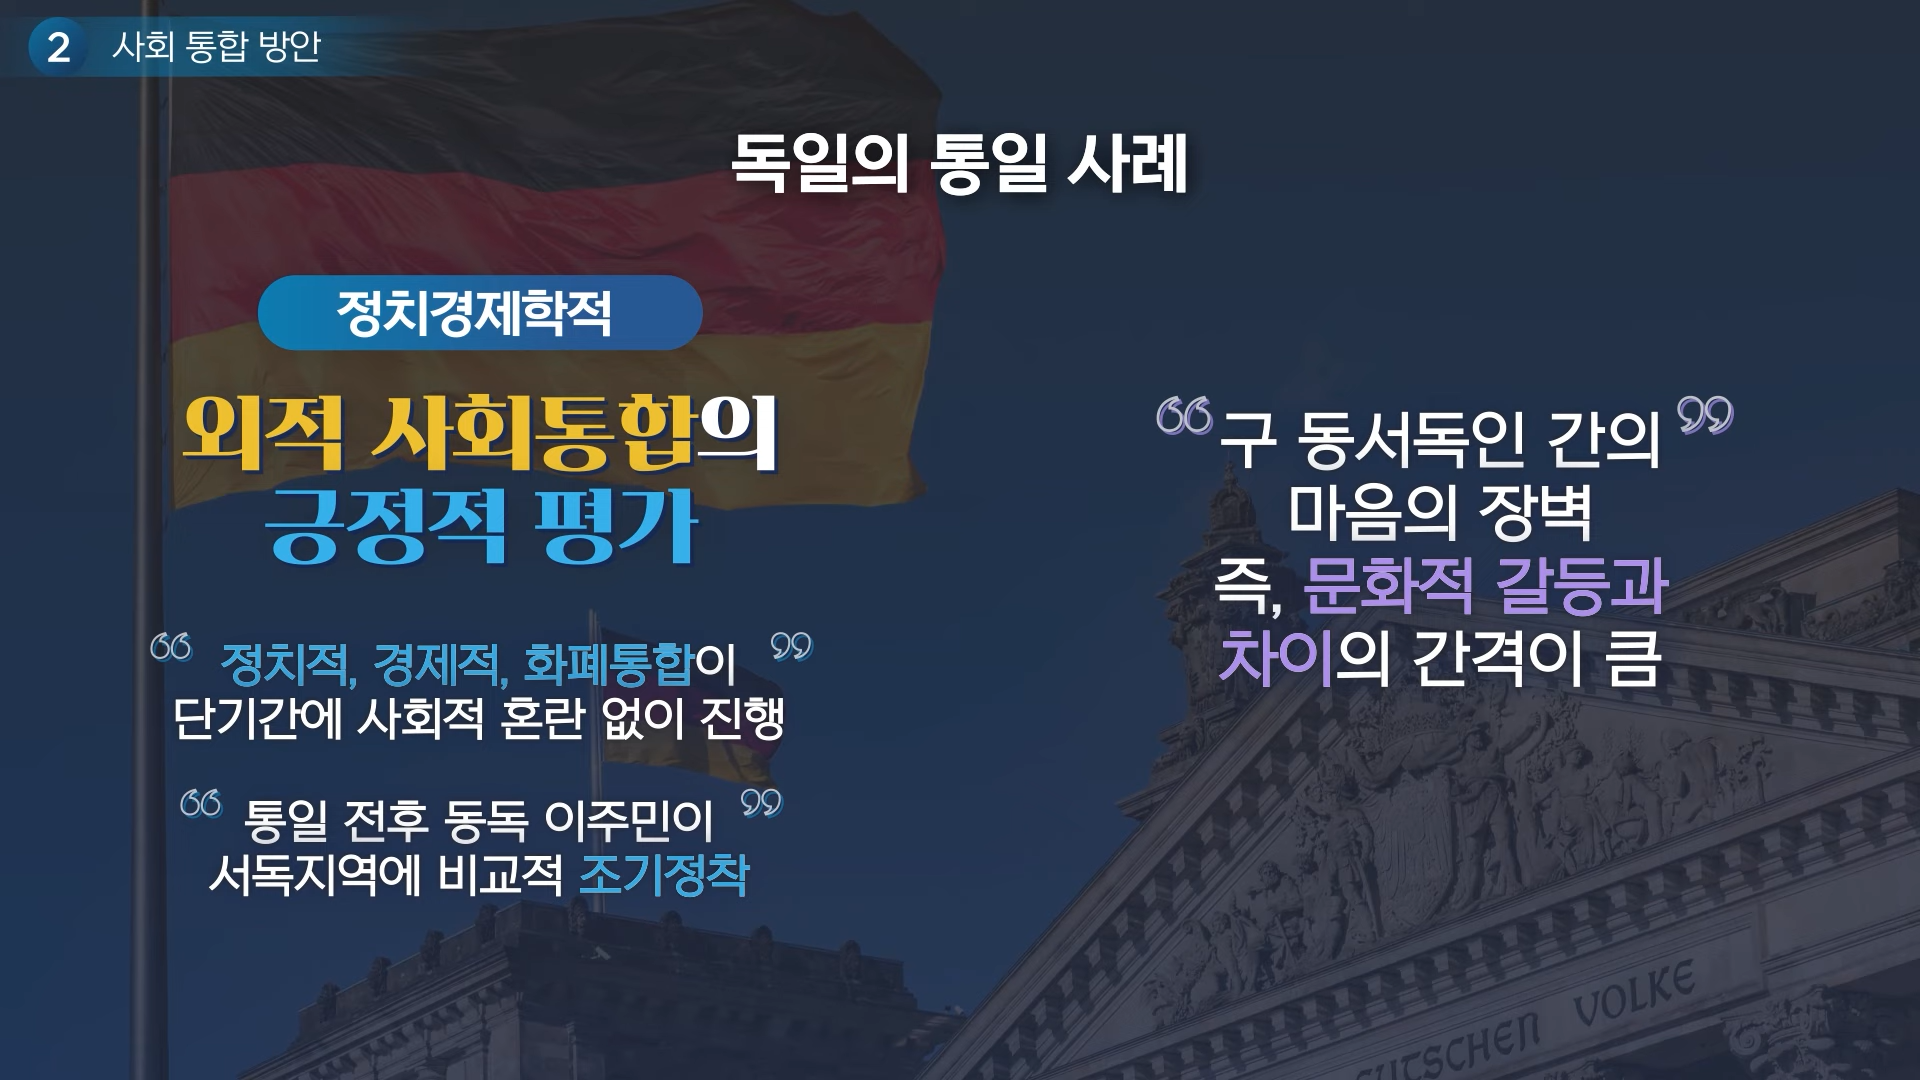 2 사회 통합 방안
독일의 통일 사례
정치경제학적
외적 사회통합의
긍정적 평가
“정치적, 경제적, 화폐통합이”
단기간에 사회적 혼란 없이 진행
“통일 전후 동독 이주민이”
서독지역에 비교적 조기정착
“구 동서독인 간의”
마음의 장벽
즉, 문화적 갈등과
차이의 간격이 큼
EUTSCHEN VOLKE